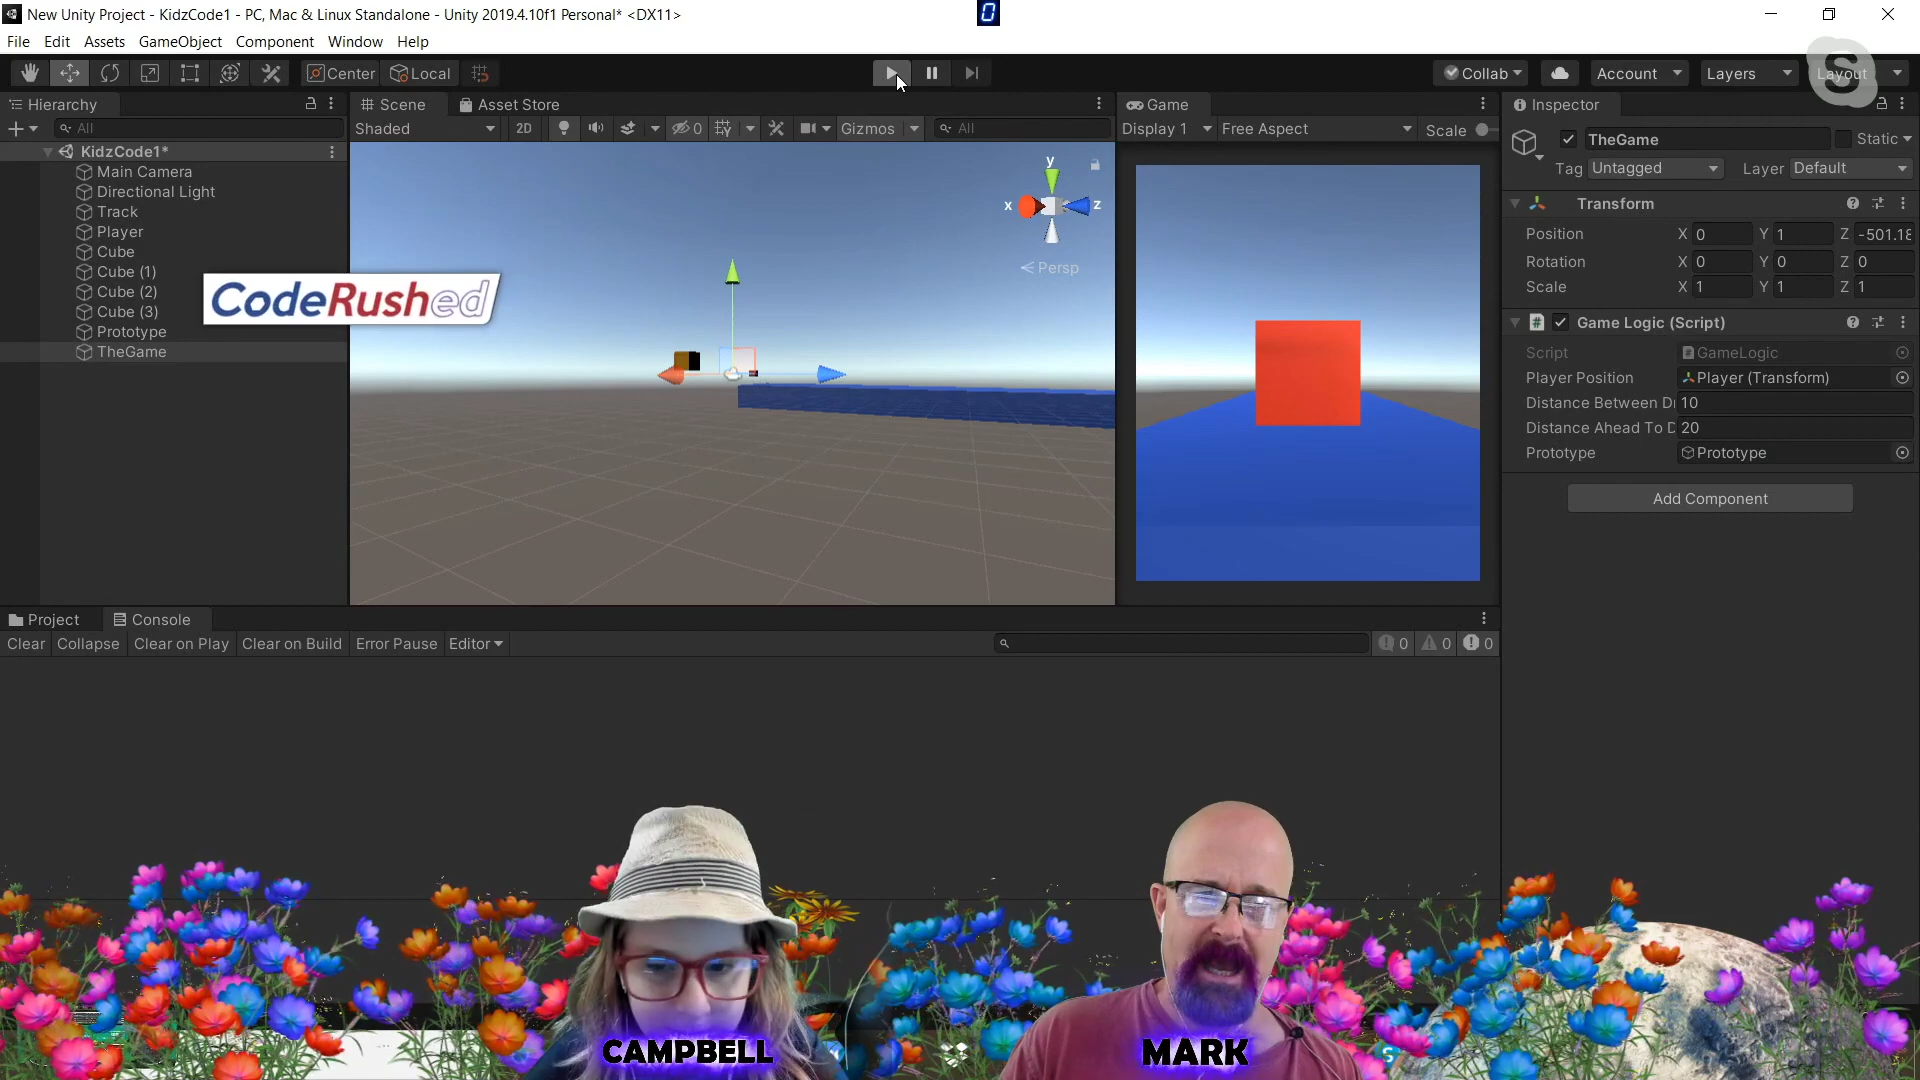 New Unity Project - KidzCode1 - PC, Mac & Linux Standalone - Unity 2019.4.10f1 Personal* <DX11>
0
File Edit Assets GameObject Component Window Help
Center Local
Collab Account Layers Layout
Hierarchy
All
KidzCode1*
Main Camera
Directional Light
Track
Player
Cube
Cube (1)
Cube (2)
Cube (3)
Prototype
TheGame
CodeRushed
Scene Asset Store
Shaded 2D 0 Gizmos All
y
x
z
Persp
Game
Display 1 Free Aspect Scale
Inspector
TheGame Static
Tag Untagged Layer Default
Transform
Position X 0 Y 1 Z -501.18
Rotation X 0 Y 0 Z 0
Scale X 1 Y 1 Z 1
# Game Logic (Script)
Script GameLogic
Player Position Player (Transform)
Distance Between 10
Distance Ahead To 20
Prototype Prototype
Add Component
Project Console
Clear Collapse Clear on Play Clear on Build Error Pause Editor
0 0 0
CAMPBELL
MARK
S
S